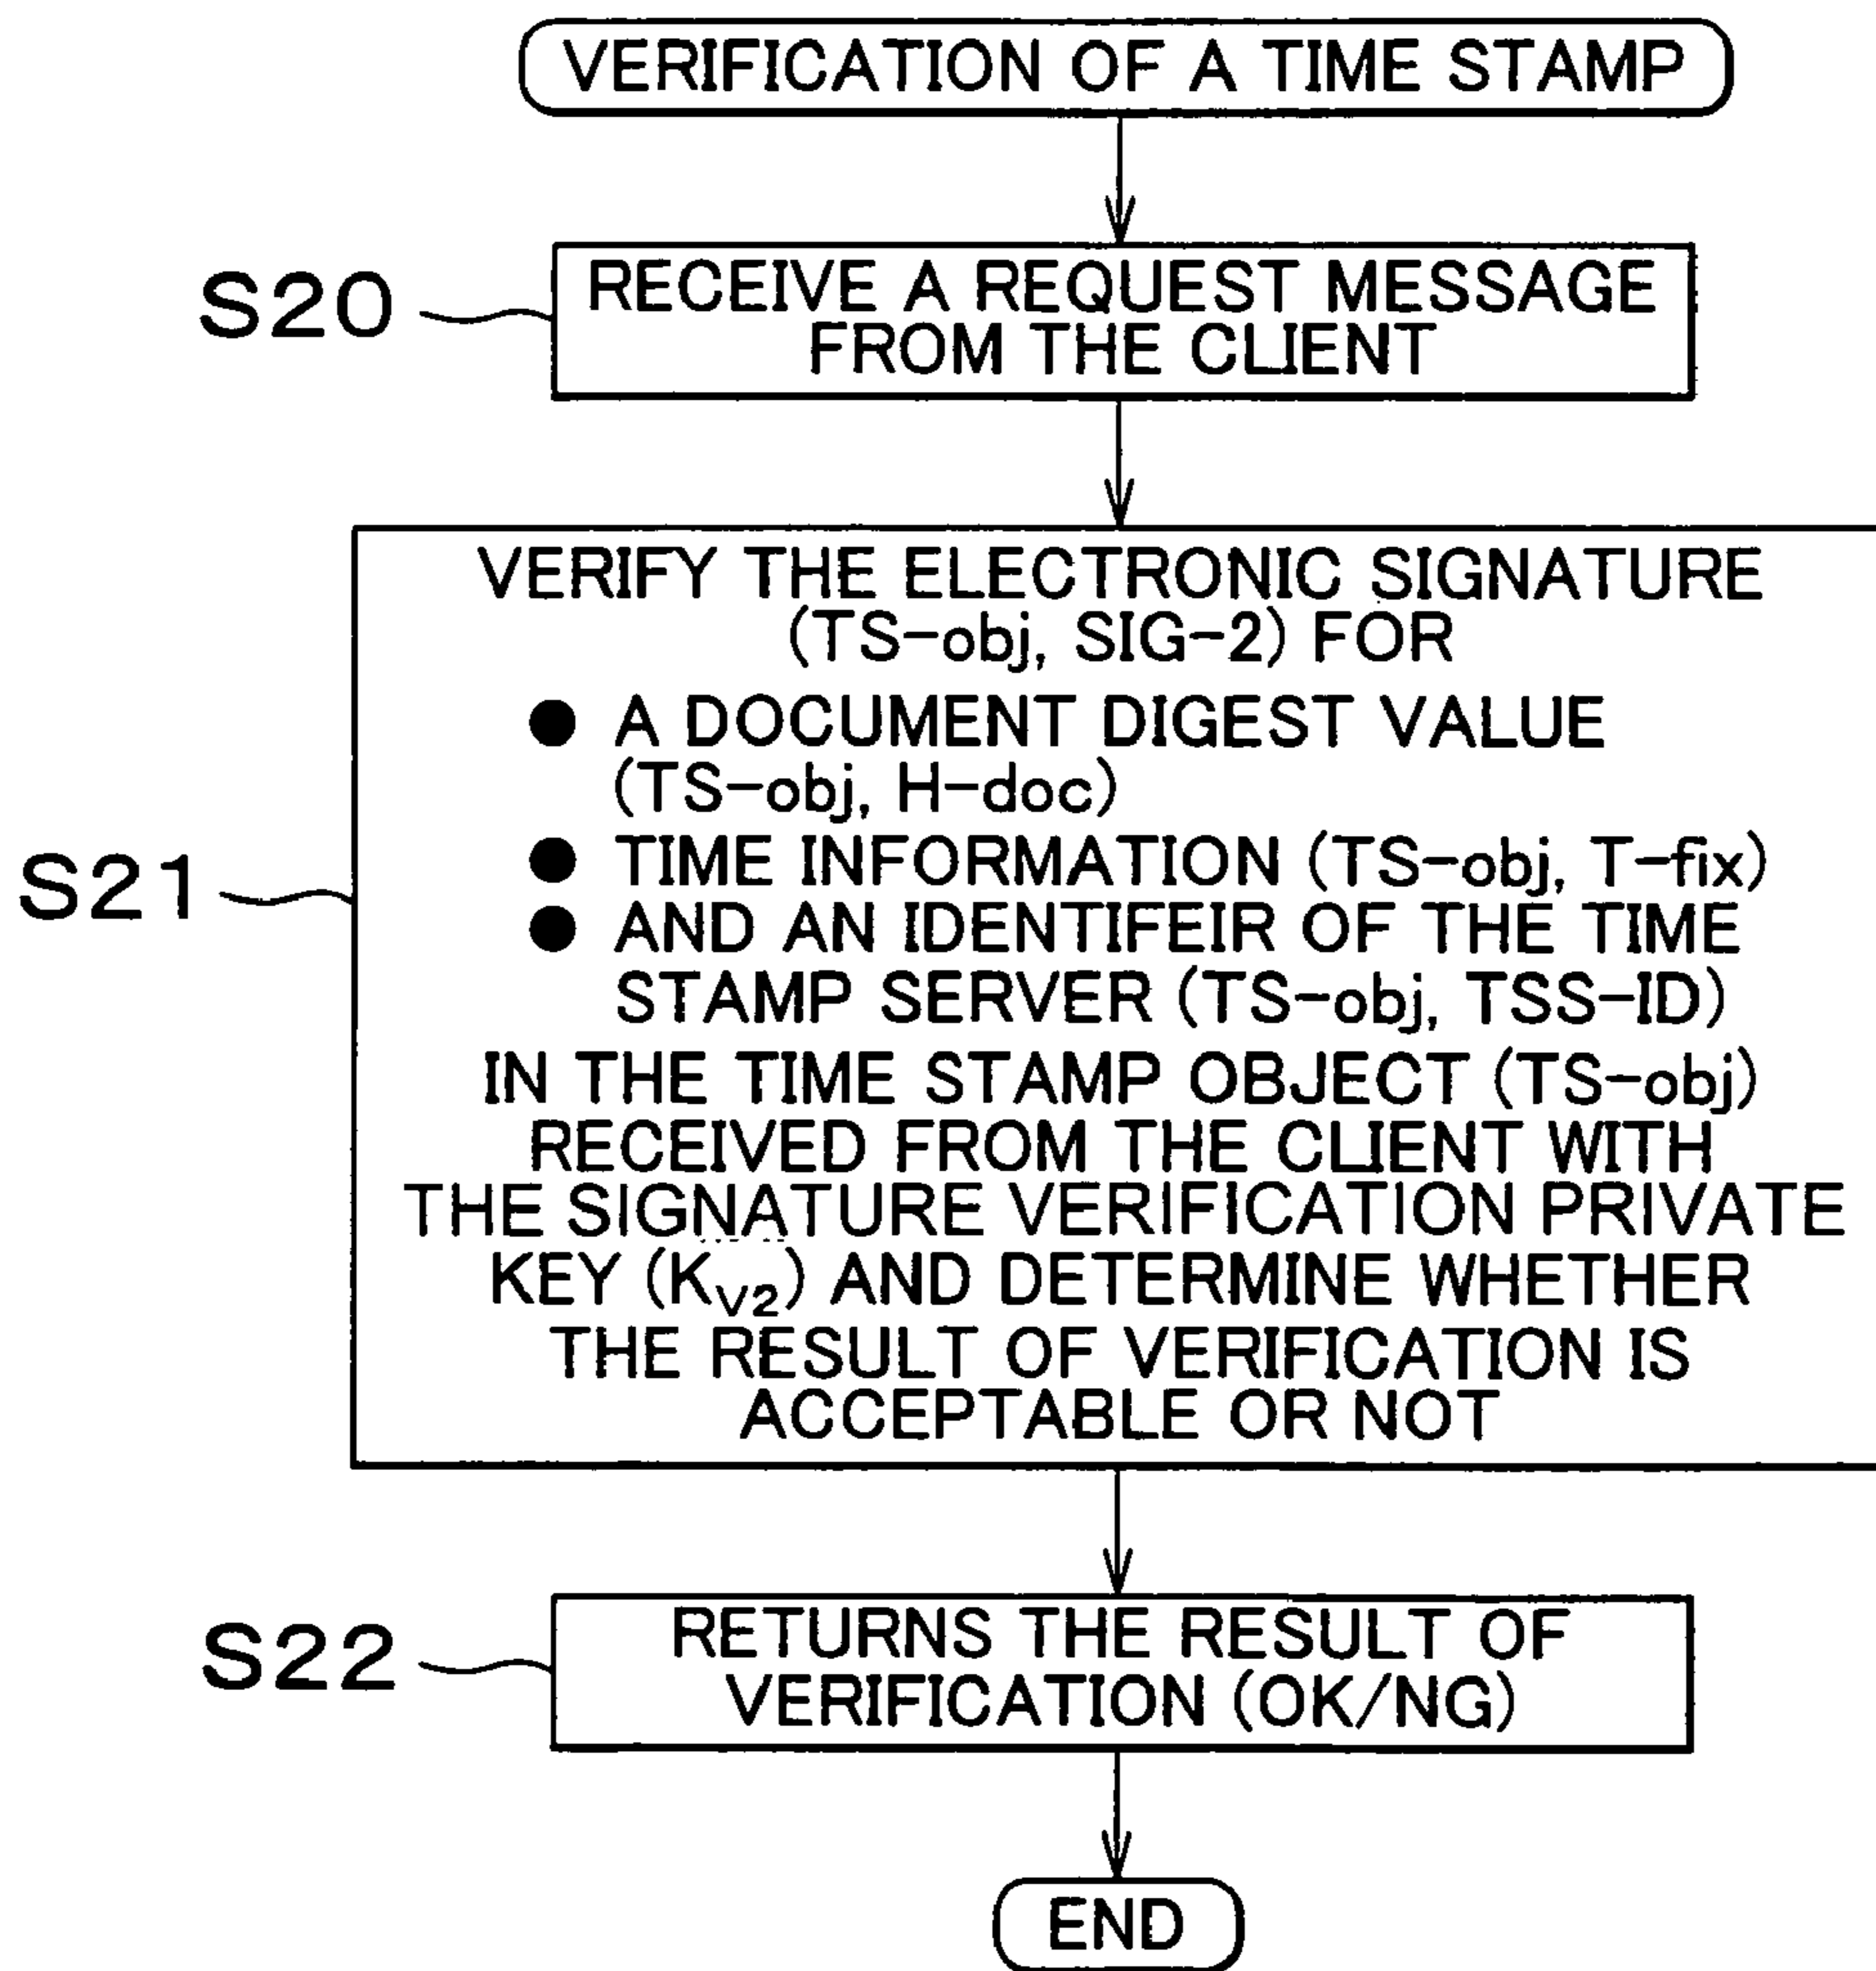 VERIFICATION OF A TIME STAMP
S20
RECEIVE A REQUEST MESSAGE
FROM THE CLIENT
S21
VERIFY THE ELECTRONIC SIGNATURE
(TS-obj, SIG-2) FOR
● A DOCUMENT DIGEST VALUE
(TS-obj, H-doc)
● TIME INFORMATION (TS-obj, T-fix)
● AND AN IDENTIFEIR OF THE TIME
STAMP SERVER (TS-obj, TSS-ID)
IN THE TIME STAMP OBJECT (TS-obj)
RECEIVED FROM THE CLIENT WITH
THE SIGNATURE VERIFICATION PRIVATE
KEY (KV2) AND DETERMINE WHETHER
THE RESULT OF VERIFICATION IS
ACCEPTABLE OR NOT
S22
RETURNS THE RESULT OF
VERIFICATION (OK/NG)
END